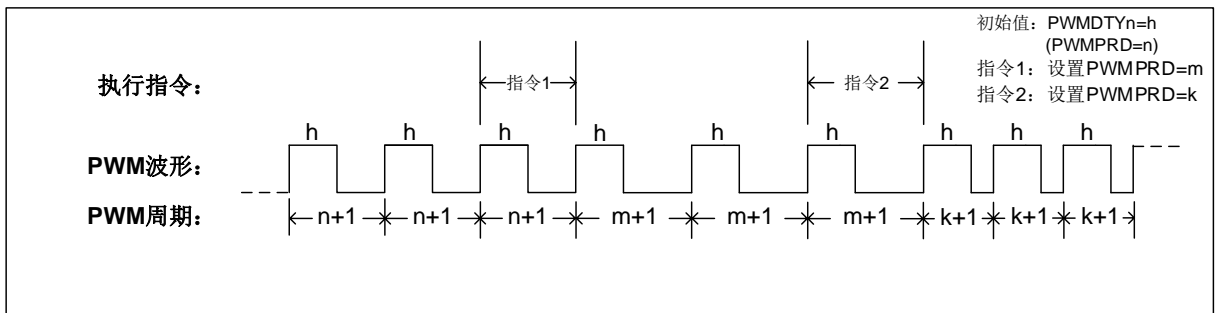 初始值：PWMDTYn=h
(PWMPRD=n)
指令1：设置PWMPRD=m
指令2：设置PWMPRD=k
执行指令： 指令1 指令2
h h h h h h h h h
PWM波形：
PWM周期： n+1 n+1 n+1 m+1 m+1 m+1 k+1 k+1 k+1